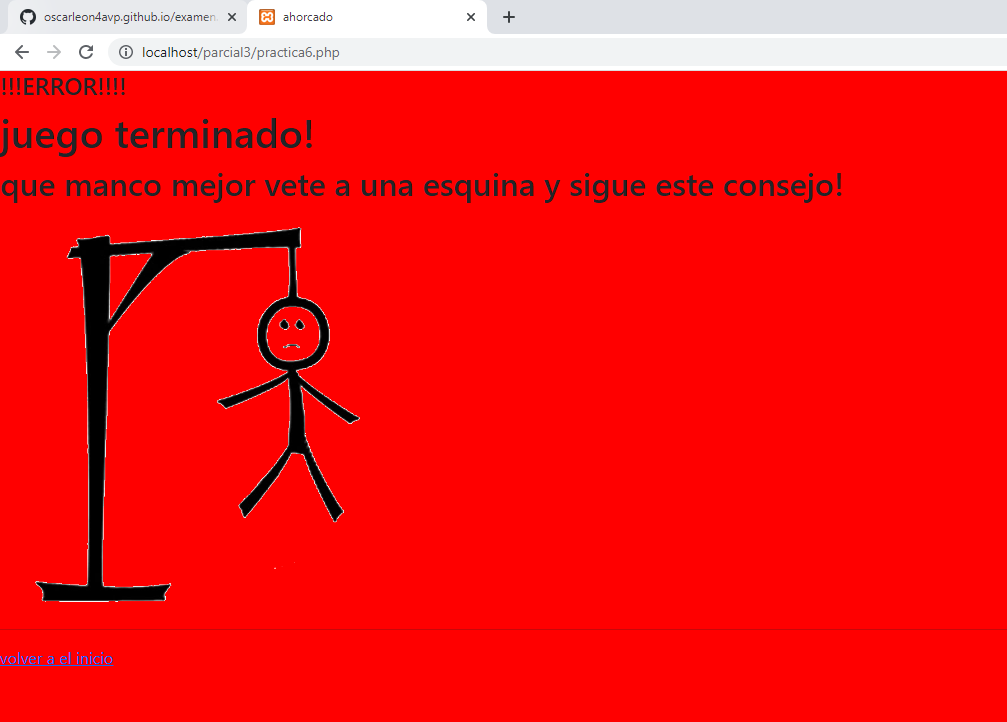 oscarleon4avp.github.io/examen
ahorcado
localhost/parcial3/practica6.php
!!!ERROR!!!!
juego terminado!
que manco mejor vete a una esquina y sigue este consejo!
volver a el inicio